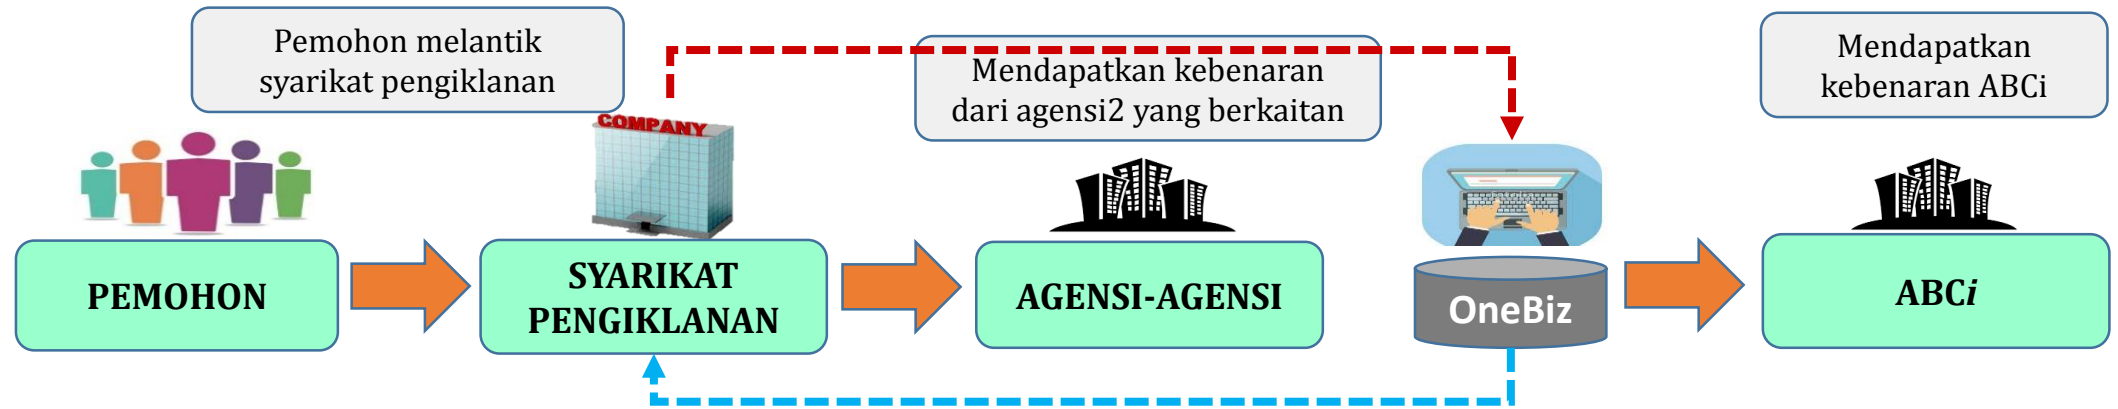 Pemohon melantik
syarikat pengiklanan
Mendapatkan kebenaran
dari agensi2 yang berkaitan
Mendapatkan
kebenaran ABCi
COMPANY
PEMOHON
SYARIKAT
PENGIKLANAN
AGENSI-AGENSI
OneBiz
ABCi